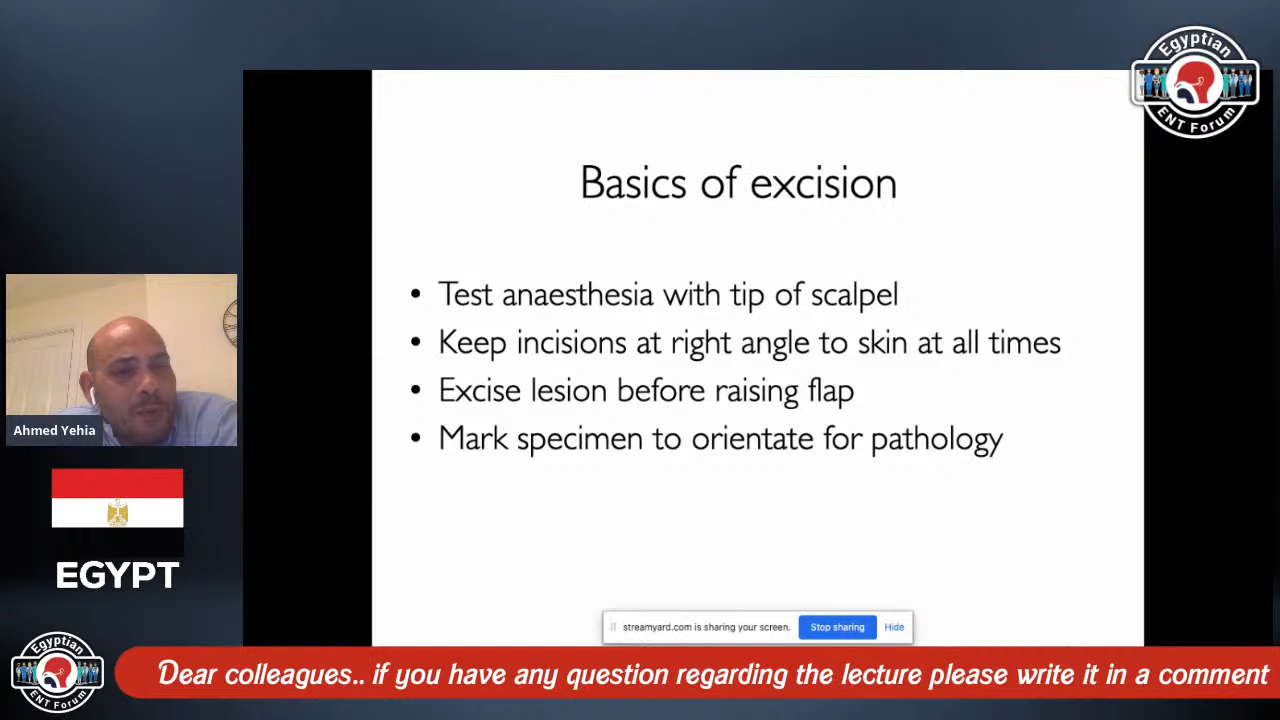 Egyptian
ENT Forum
Basics of excision
• Test anaesthesia with tip of scalpel
• Keep incisions at right angle to skin at all times
• Excise lesion before raising flap
• Mark specimen to orientate for pathology
Ahmed Yehia
EGYPT
streamyard.com is sharing your screen. Stop sharing Hide
Egyptian
ENT Forum
Dear colleagues.. if you have any question regarding the lecture please write it in a comment